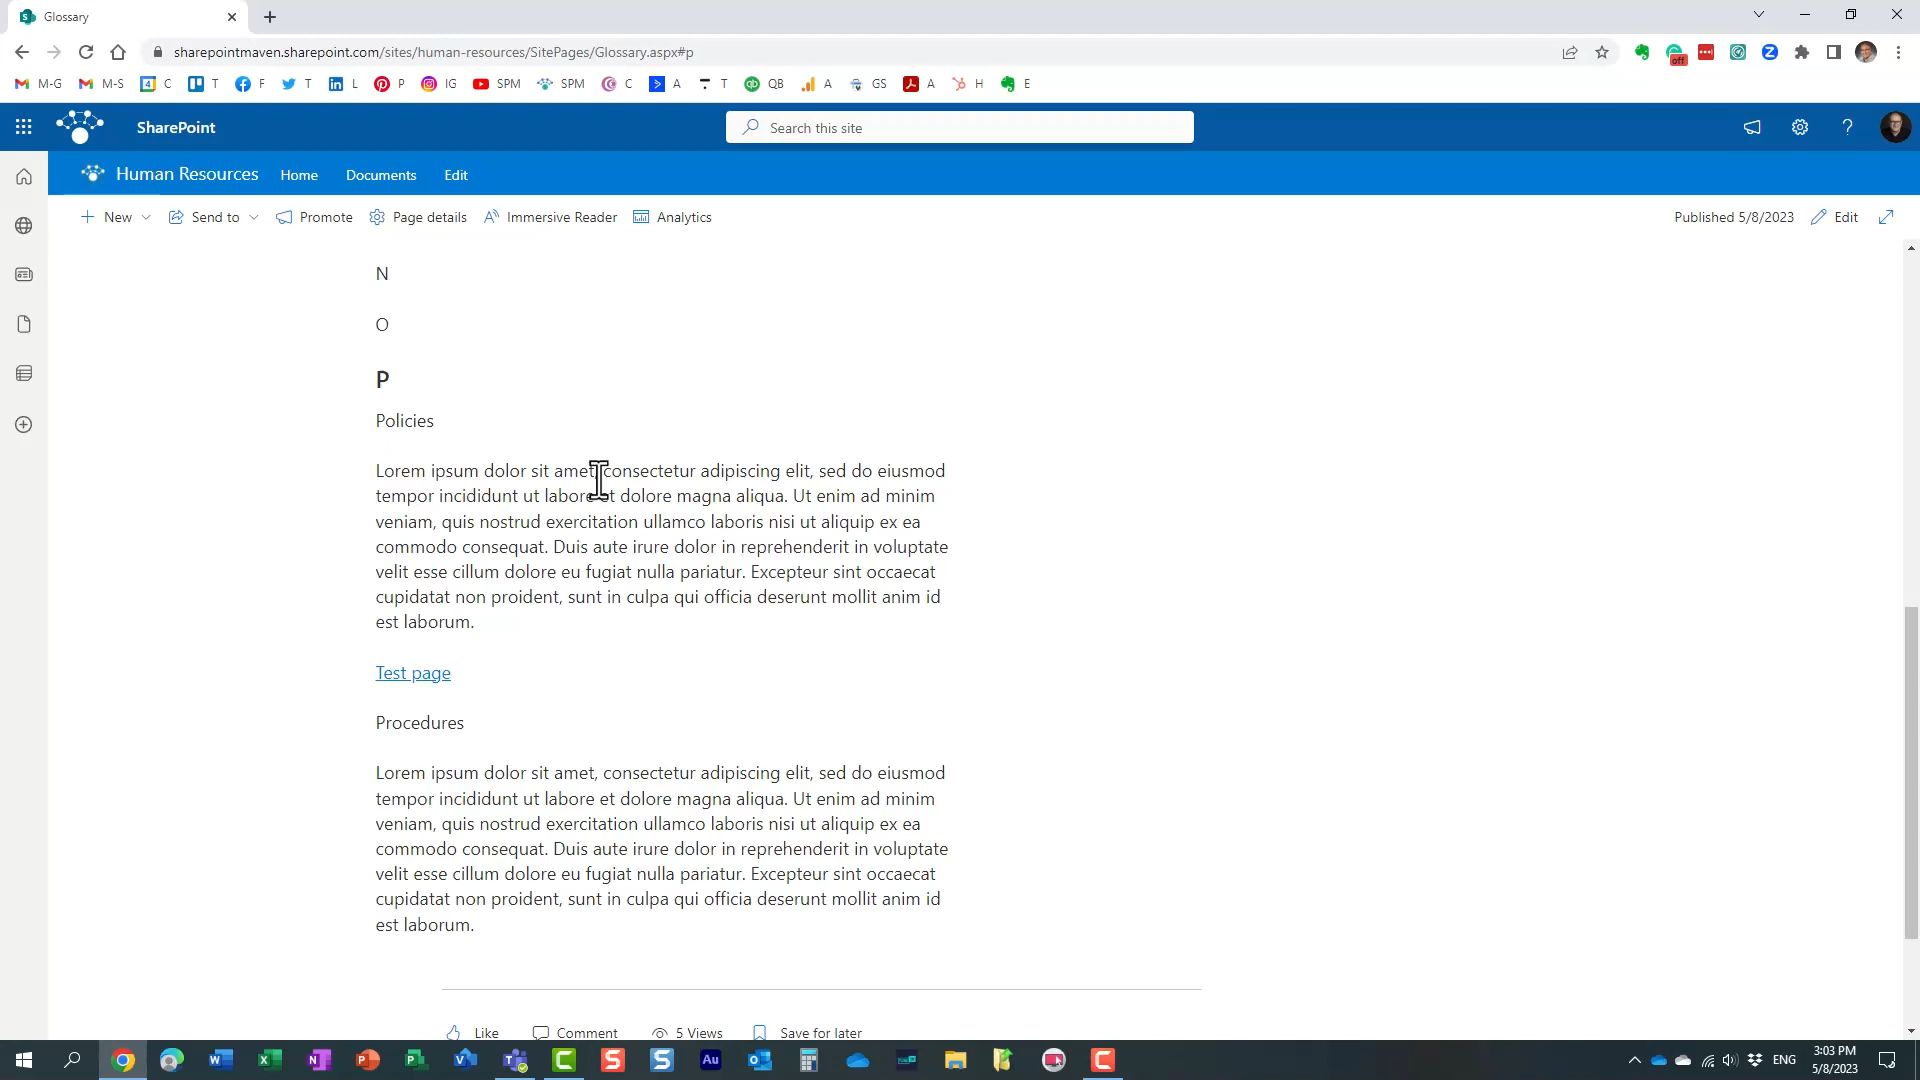 Glossary
sharepointmaven.sharepoint.com/sites/human-resources/SitePages/Glossary.aspx#p
off
M-G M-S C T F T L P IG SPM SPM C A T QB A GS A H E
SharePoint
Search this site
Human Resources Home Documents Edit
New Send to Promote Page details Immersive Reader Analytics Published 5/8/2023 Edit
N
O
P
Policies
Lorem ipsum dolor sit amet, consectetur adipiscing elit, sed do eiusmod
tempor incididunt ut labore et dolore magna aliqua. Ut enim ad minim
veniam, quis nostrud exercitation ullamco laboris nisi ut aliquip ex ea
commodo consequat. Duis aute irure dolor in reprehenderit in voluptate
velit esse cillum dolore eu fugiat nulla pariatur. Excepteur sint occaecat
cupidatat non proident, sunt in culpa qui officia deserunt mollit anim id
est laborum.
Test page
Procedures
Lorem ipsum dolor sit amet, consectetur adipiscing elit, sed do eiusmod
tempor incididunt ut labore et dolore magna aliqua. Ut enim ad minim
veniam, quis nostrud exercitation ullamco laboris nisi ut aliquip ex ea
commodo consequat. Duis aute irure dolor in reprehenderit in voluptate
velit esse cillum dolore eu fugiat nulla pariatur. Excepteur sint occaecat
cupidatat non proident, sunt in culpa qui officia deserunt mollit anim id
est laborum.
Like Comment 5 Views Save for later
ENG
3:03 PM
5/8/2023